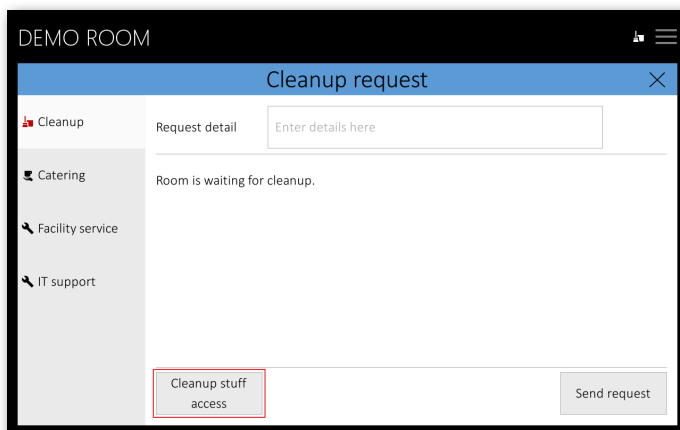 DEMO ROOM
Cleanup request
Cleanup
Catering
Facility service
IT support
Request detail
Enter details here
Room is waiting for cleanup.
Cleanup stuff
access
Send request